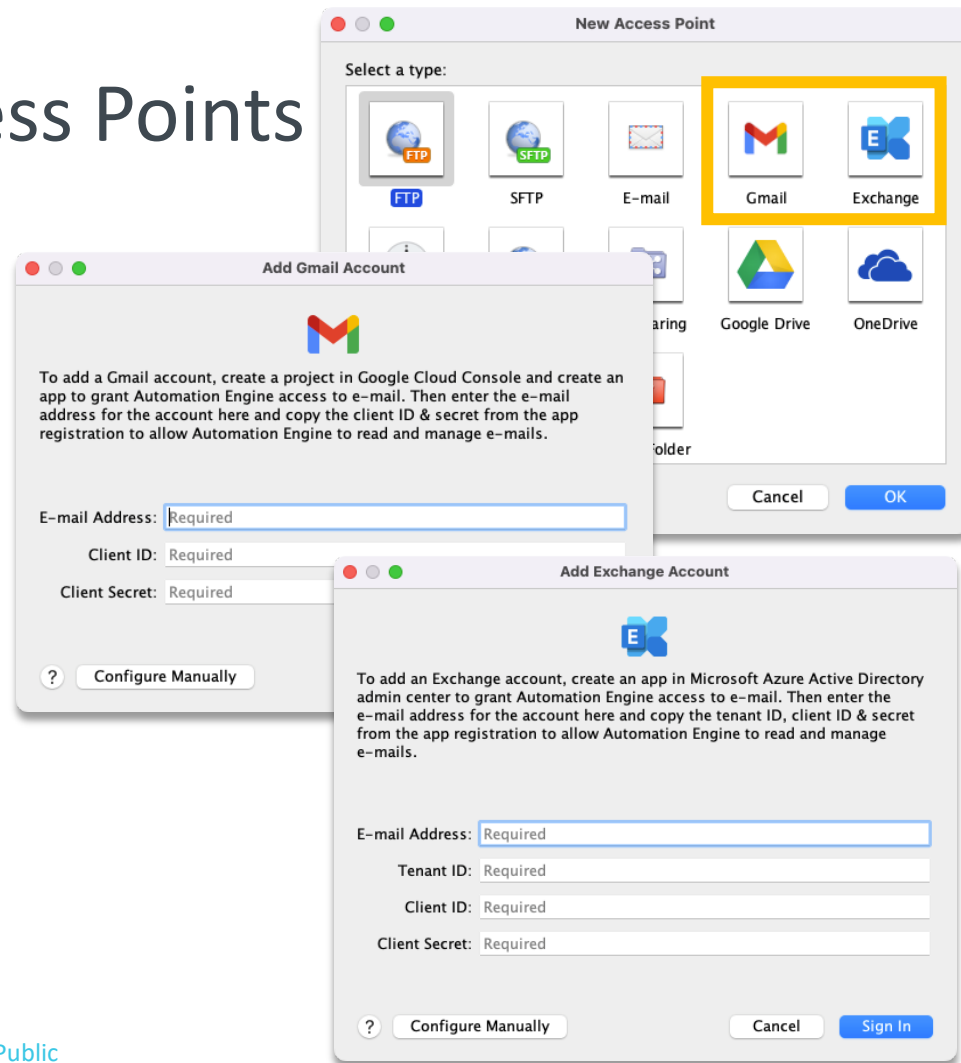 ess Points
New Access Point
Select a type:
FTP
SFTP
FTP
SFTP
E-mail
Gmail
E
Exchange
aring
Google Drive
OneDrive
older
Cancel
OK
Add Gmail Account
To add a Gmail account, create a project in Google Cloud Console and create an
app to grant Automation Engine access to e-mail. Then enter the e-mail
address for the account here and copy the client ID & secret from the app
registration to allow Automation Engine to read and manage e-mails.
E-mail Address: Required
Client ID: Required
Client Secret: Required
? Configure Manually
Add Exchange Account
E
To add an Exchange account, create an app in Microsoft Azure Active Directory
admin center to grant Automation Engine access to e-mail. Then enter the
e-mail address for the account here and copy the tenant ID, client ID & secret
from the app registration to allow Automation Engine to read and manage
e-mails.
E-mail Address: Required
Tenant ID: Required
Client ID: Required
Client Secret: Required
? Configure Manually Cancel Sign In
Public